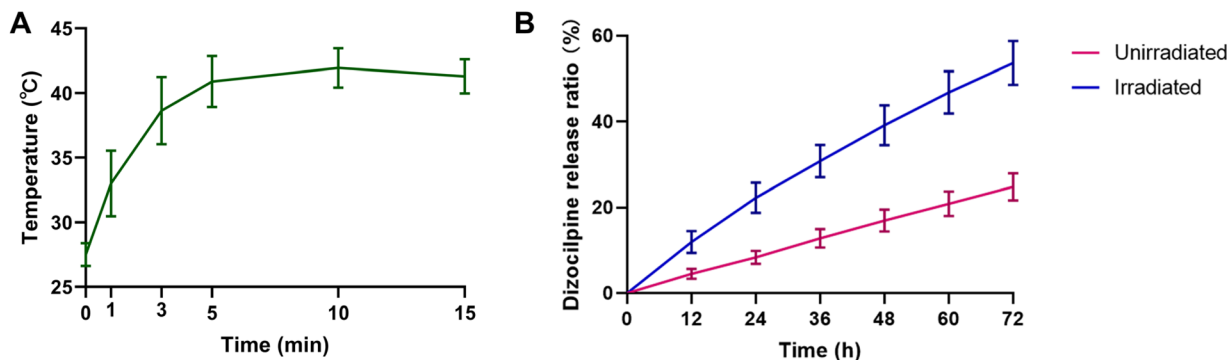 A
45
40
35
30
25
Temperature (℃)
0
1
3
5
10
15
Time (min)
B
60
40
20
0
Dizocilpine release ratio (%)
0
12
24
36
48
60
72
Time (h)
Unirradiated
Irradiated